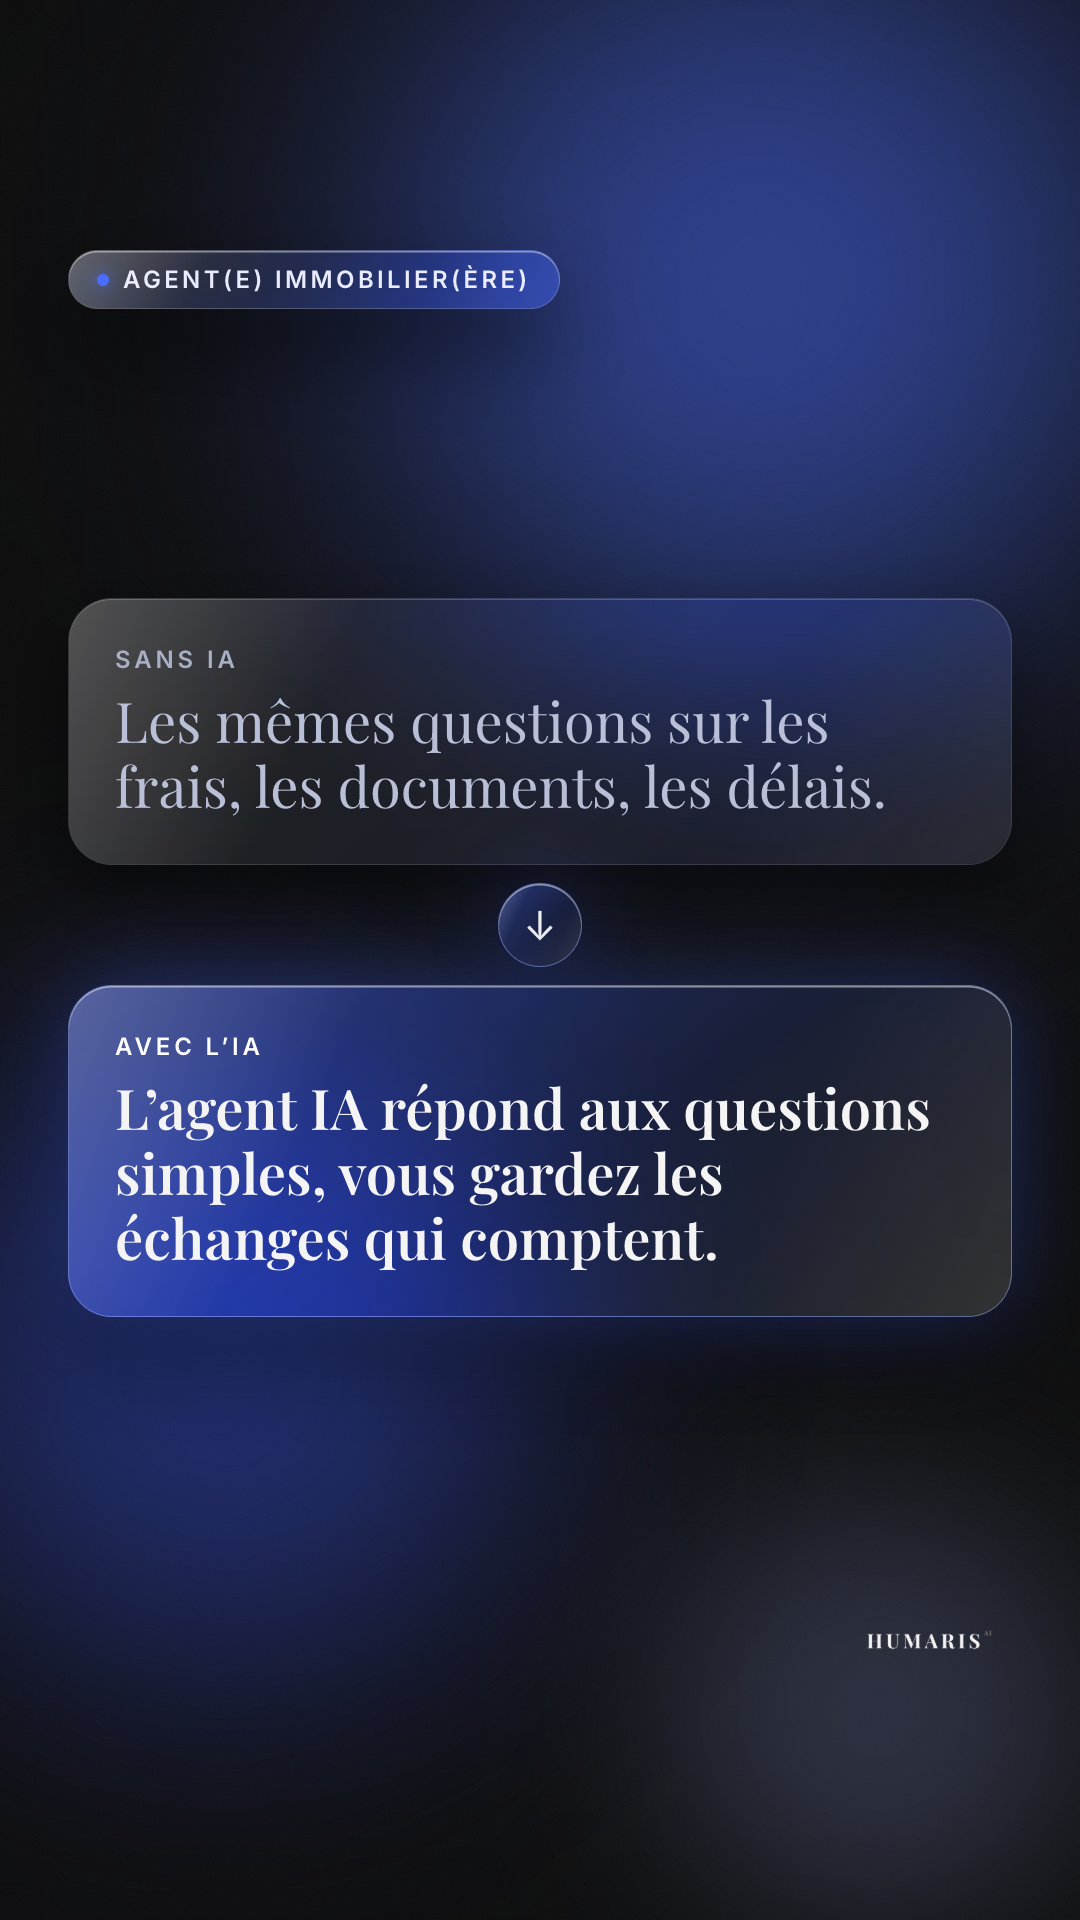 AGENT(E) IMMOBILIER(ÈRE)
SANS IA
Les mêmes questions sur les
frais, les documents, les délais.
AVEC L’IA
L’agent IA répond aux questions
simples, vous gardez les
échanges qui comptent.
HUMARIS AI